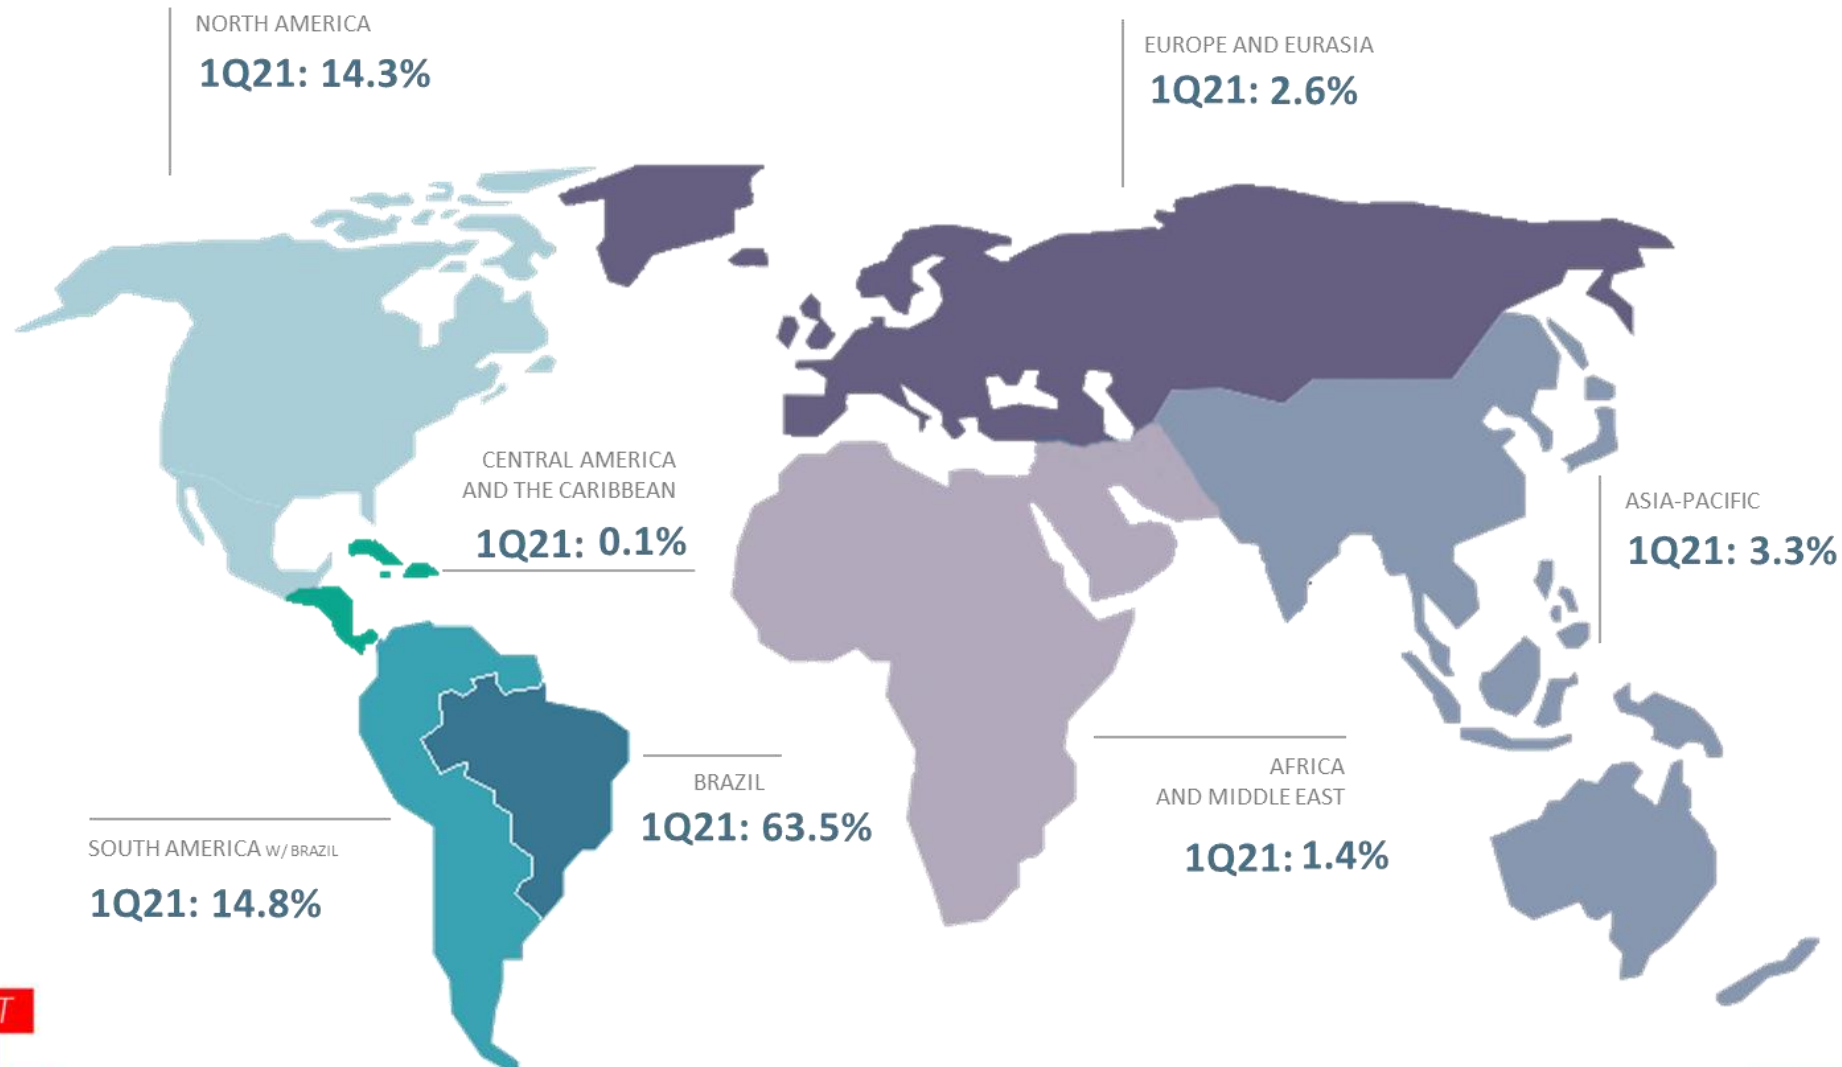 NORTH AMERICA
1Q21: 14.3%
EUROPE AND EURASIA
1Q21: 2.6%
CENTRAL AMERICA
AND THE CARIBBEAN
1Q21: 0.1%
ASIA-PACIFIC
1Q21: 3.3%
BRAZIL
1Q21: 63.5%
AFRICA
AND MIDDLE EAST
1Q21: 1.4%
SOUTH AMERICA W/ BRAZIL
1Q21: 14.8%
T